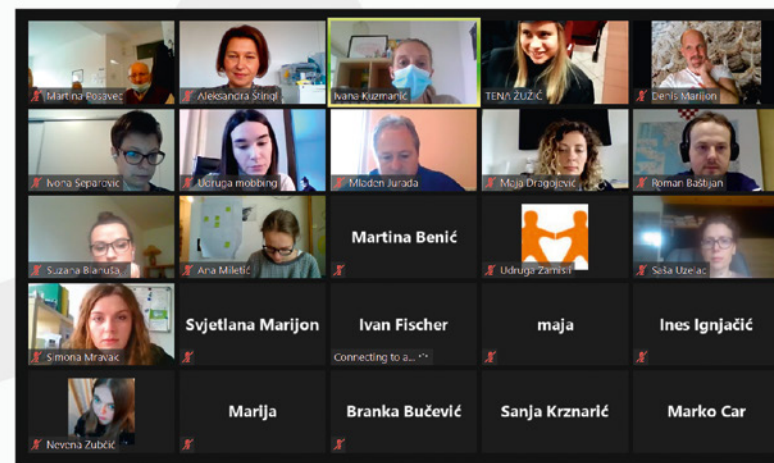 Martina Posavec
Aleksandra Štingl
Ivana Kuzmanić
TENA ŽUŽIĆ
Denis Marijon
Ivona Šeparović
Udruga mobbing
Mladen Jurada
Maja Dragojević
Roman Baštijan
Suzana Blanuša
Ana Miletić
Martina Benić
Udruga Zamisli
Saša Uzelac
Simona Mravak
Svjetlana Marijon
Ivan Fischer
Connecting to a...
maja
Ines Ignjačić
Nevena Zubčić
Marija
Branka Bučević
Sanja Krznarić
Marko Car